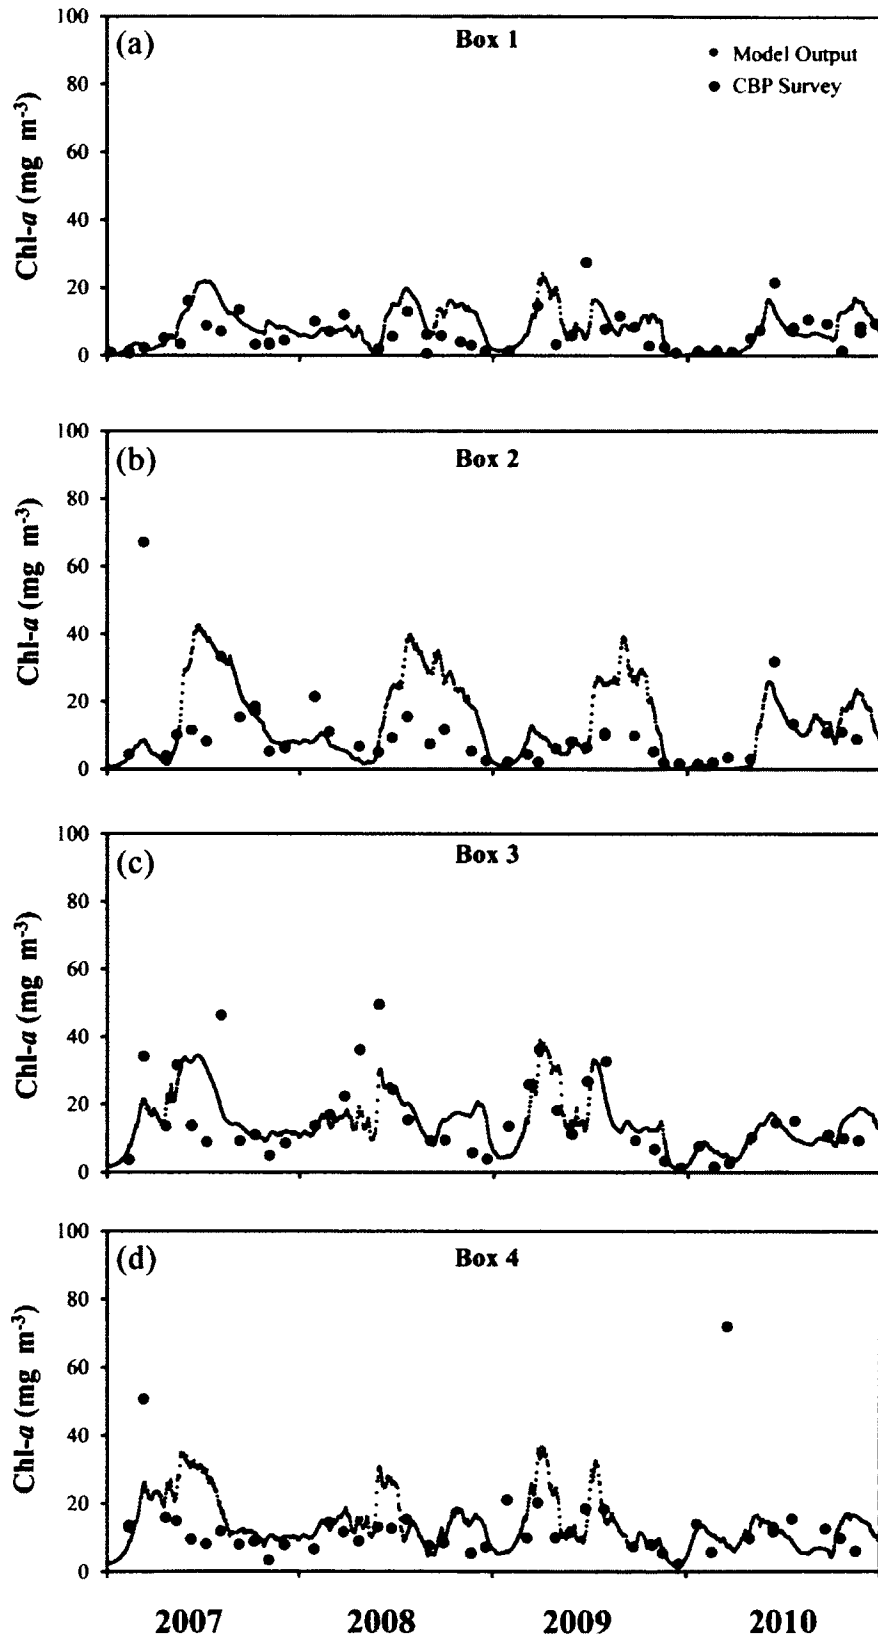 (a)
Box 1
Model Output
CBP Survey
Chl-a (mg m-3)
100
80
60
40
20
0
(b)
Box 2
Chl-a (mg m-3)
100
80
60
40
20
0
(c)
Box 3
Chl-a (mg m-3)
100
80
60
40
20
0
(d)
Box 4
Chl-a (mg m-3)
100
80
60
40
20
0
2007 2008 2009 2010